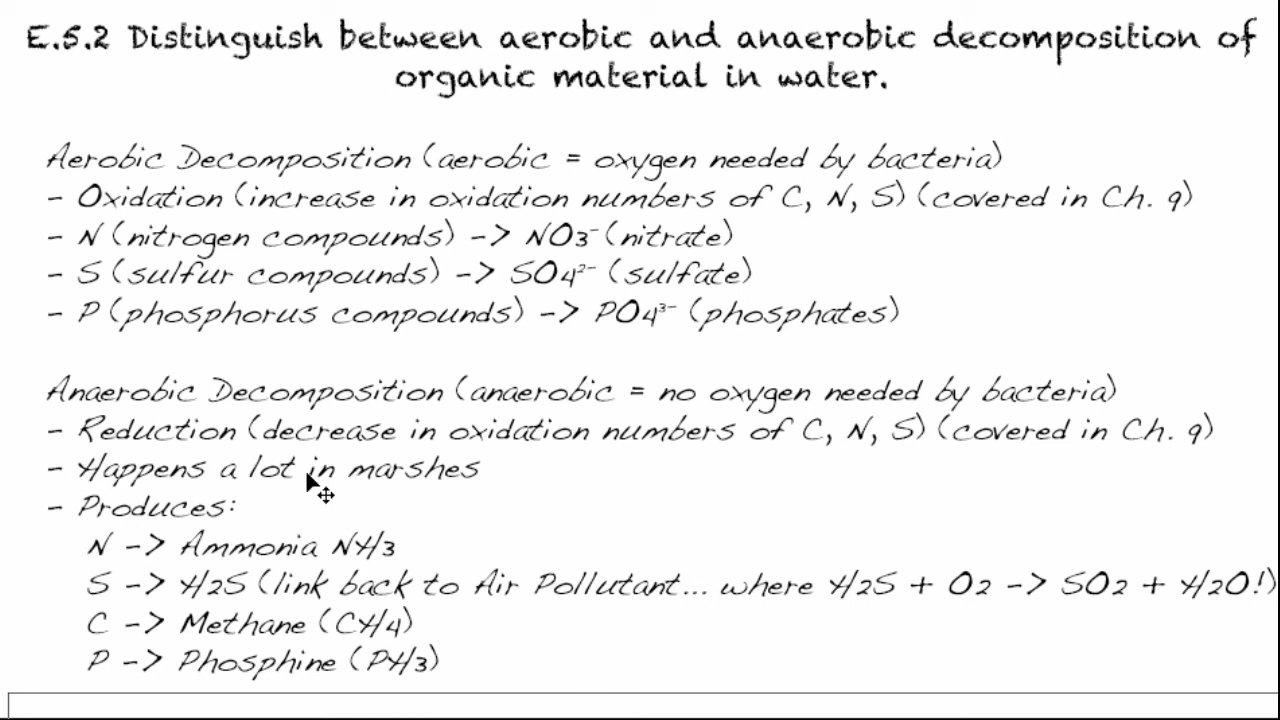 E.5.2 Distinguish between aerobic and anaerobic decomposition of
organic material in water.
Aerobic Decomposition (aerobic = oxygen needed by bacteria)
- Oxidation (increase in oxidation numbers of C, N, S) (covered in Ch. 9)
- N (nitrogen compounds) -> NO3⁻ (nitrate)
- S (sulfur compounds) -> SO4²⁻ (sulfate)
- P (phosphorus compounds) -> PO4³⁻ (phosphates)
Anaerobic Decomposition (anaerobic = no oxygen needed by bacteria)
- Reduction (decrease in oxidation numbers of C, N, S) (covered in Ch. 9)
- Happens a lot in marshes
- Produces:
N -> Ammonia NH3
S -> H2S (link back to Air Pollutant... where H2S + O2 -> SO2 + H2O!)
C -> Methane (CH4)
P -> Phosphine (PH3)